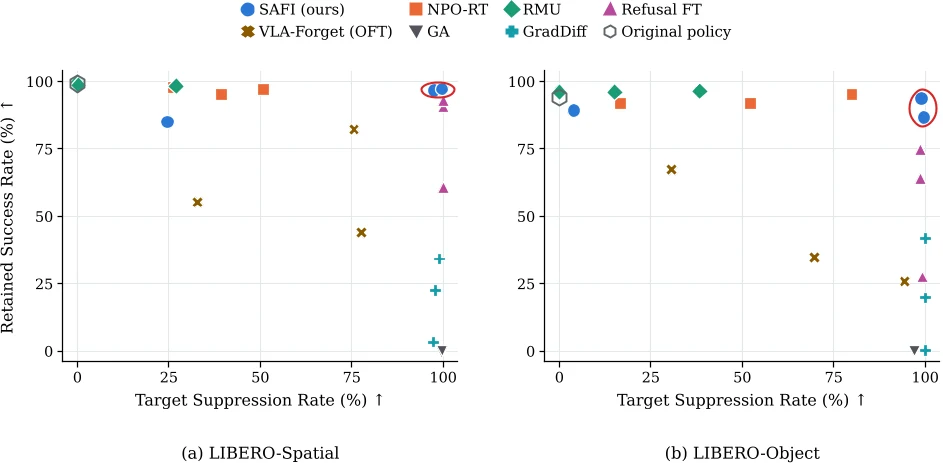 SAFI (ours) NPO-RT RMU Refusal FT
VLA-Forget (OFT) GA GradDiff Original policy
Retained Success Rate (%) ↑
100
75
50
25
0
0 25 50 75 100
Target Suppression Rate (%) ↑
(a) LIBERO-Spatial
100
75
50
25
0
0 25 50 75 100
Target Suppression Rate (%) ↑
(b) LIBERO-Object